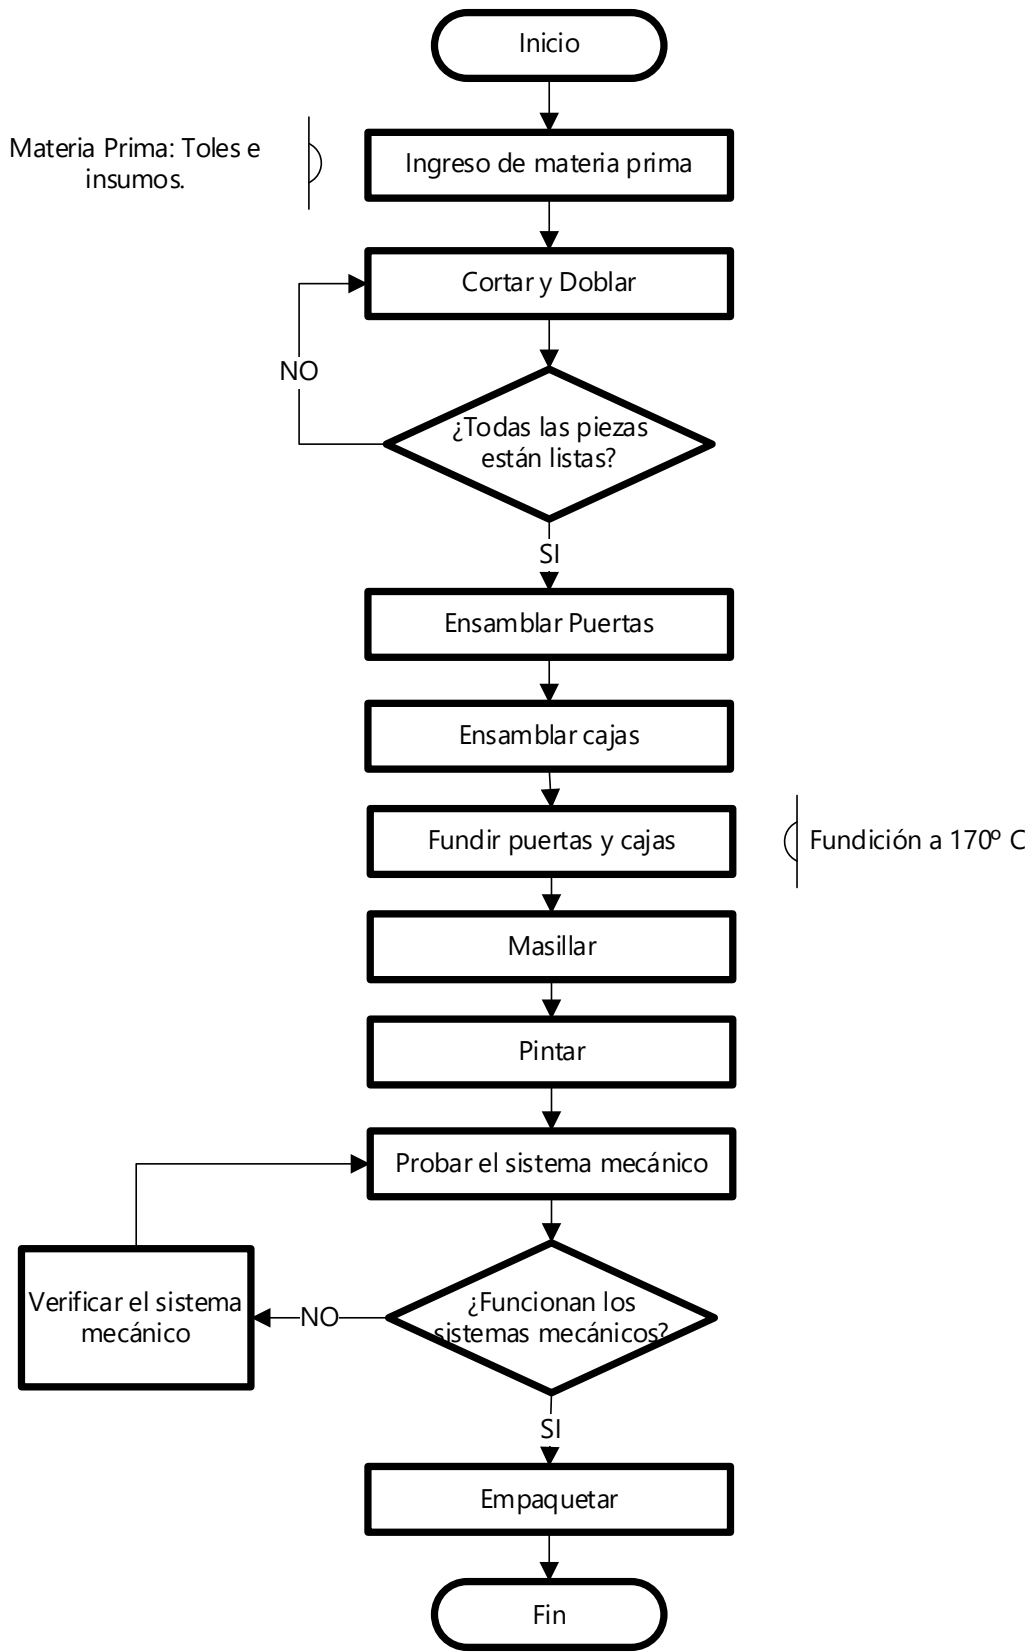 Inicio
Materia Prima: Toles e
insumos.
Ingreso de materia prima
Cortar y Doblar
NO
¿Todas las piezas
están listas?
SI
Ensamblar Puertas
Ensamblar cajas
Fundir puertas y cajas
Fundición a 170º C
Masillar
Pintar
Probar el sistema mecánico
Verificar el sistema
mecánico
NO
¿Funcionan los
sistemas mecánicos?
SI
Empaquetar
Fin